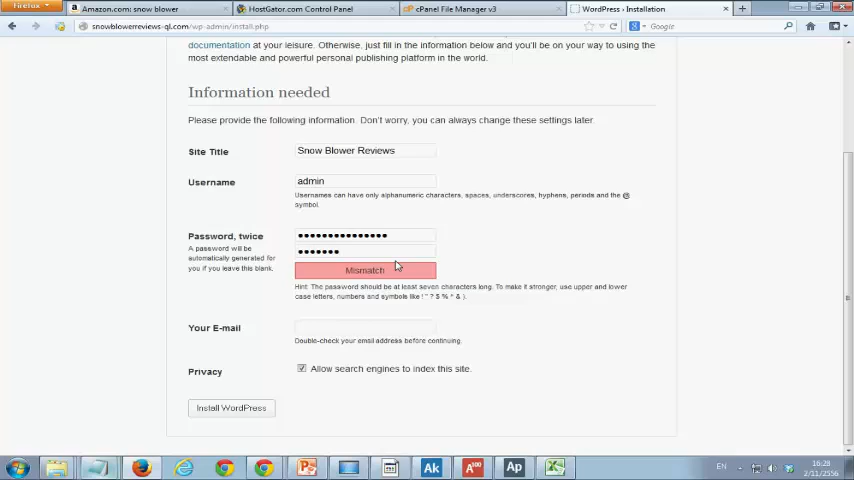 Firefox
Amazon.com: snow blower
HostGator.com Control Panel
cPanel File Manager v3
WordPress › Installation
snowblowerreviews-ql.com/wp-admin/install.php
Google
documentation at your leisure. Otherwise, just fill in the information below and you'll be on your way to using the
most extendable and powerful personal publishing platform in the world.
Information needed
Please provide the following information. Don't worry, you can always change these settings later.
Site Title
Snow Blower Reviews
Username
admin
Usernames can have only alphanumeric characters, spaces, underscores, hyphens, periods and the @
symbol.
Password, twice
A password will be
automatically generated for
you if you leave this blank.
Mismatch
Hint: The password should be at least seven characters long. To make it stronger, use upper and lower
case letters, numbers and symbols like ! " ? $ % ^ & ).
Your E-mail
Double-check your email address before continuing.
Privacy
Allow search engines to index this site.
Install WordPress
Ak
Ap
EN
16:28
2/11/2556